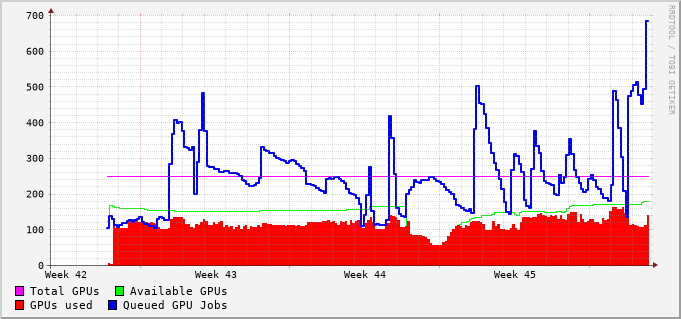 700
600
500
400
300
200
100
0
Week 42 Week 43 Week 44 Week 45
Total GPUs Available GPUs
GPUs used Queued GPU Jobs
RRDTOOL / TOBI OETIKER